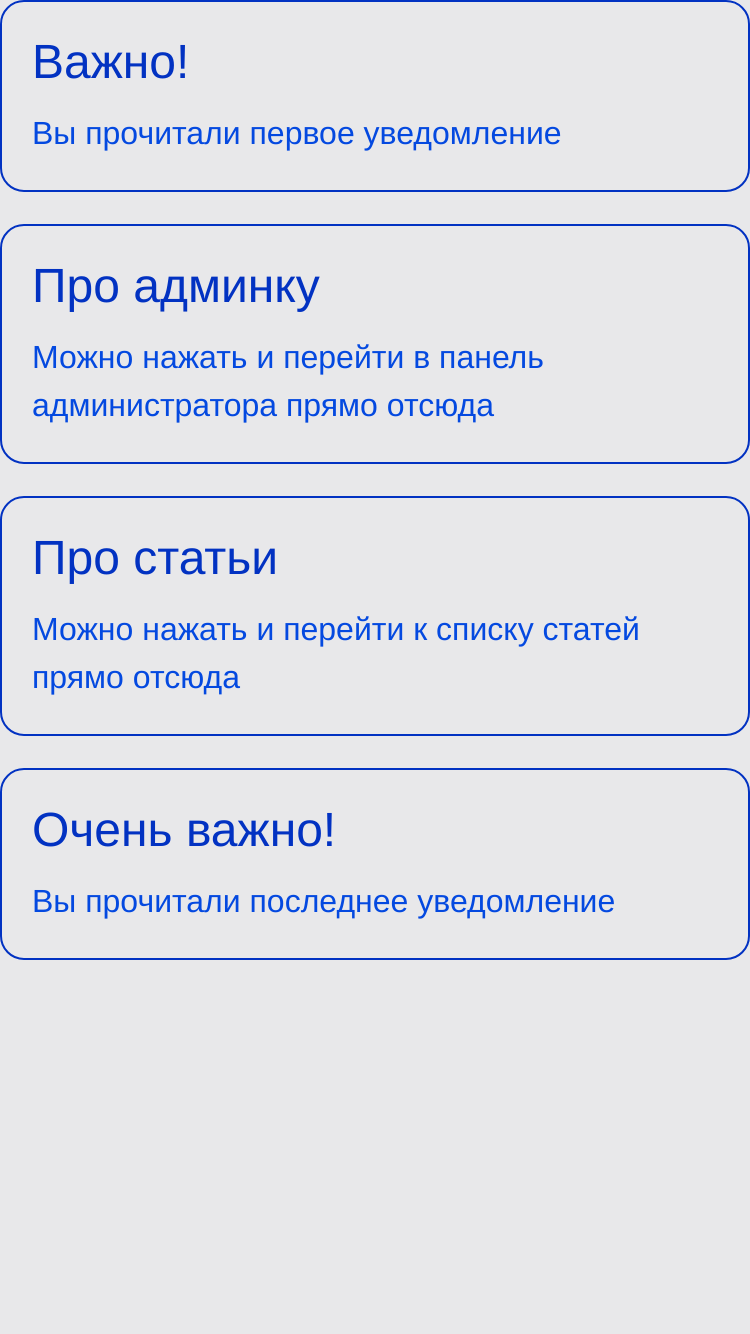 Важно!
Вы прочитали первое уведомление
Про админку
Можно нажать и перейти в панель
администратора прямо отсюда
Про статьи
Можно нажать и перейти к списку статей
прямо отсюда
Очень важно!
Вы прочитали последнее уведомление